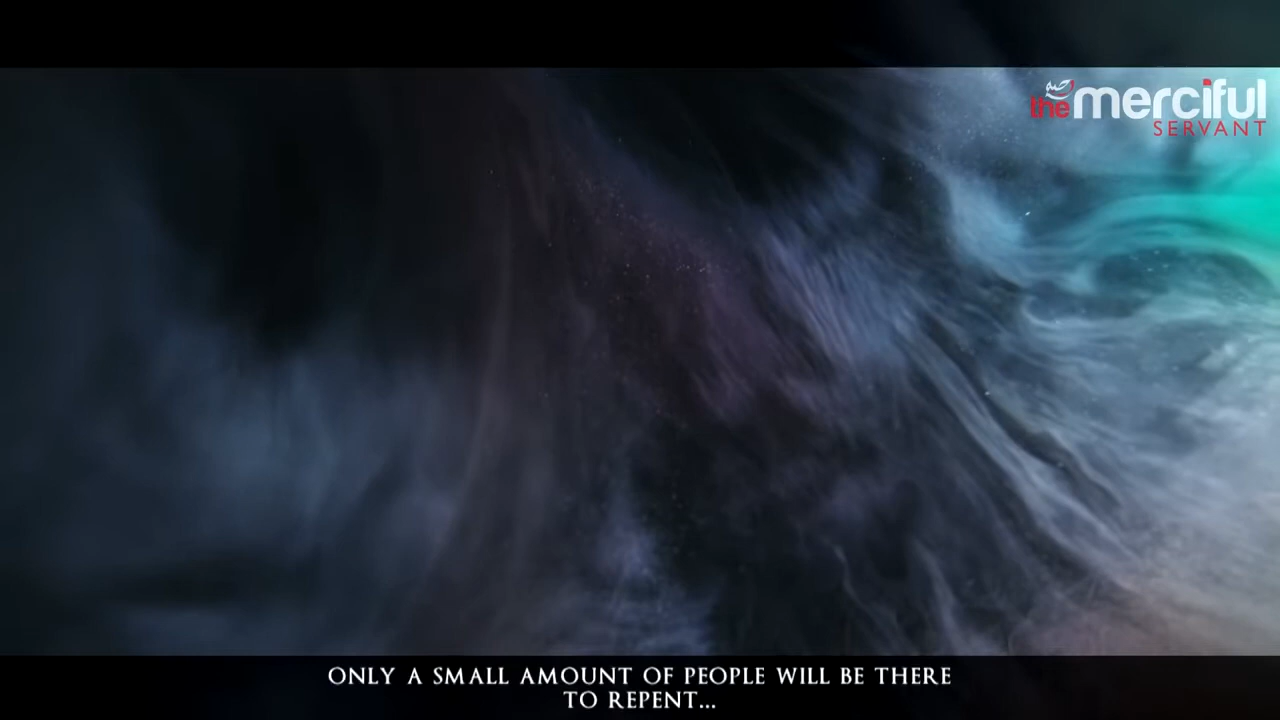 the merciful
SERVANT
ONLY A SMALL AMOUNT OF PEOPLE WILL BE THERE
TO REPENT...